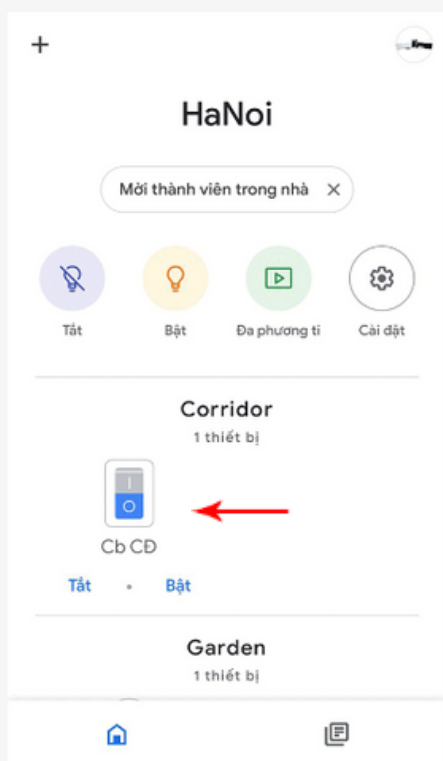 HaNoi
Mời thành viên trong nhà
Tắt
Bật
Đa phương ti
Cài đặt
Corridor
1 thiết bị
Cb CĐ
Tắt • Bật
Garden
1 thiết bị